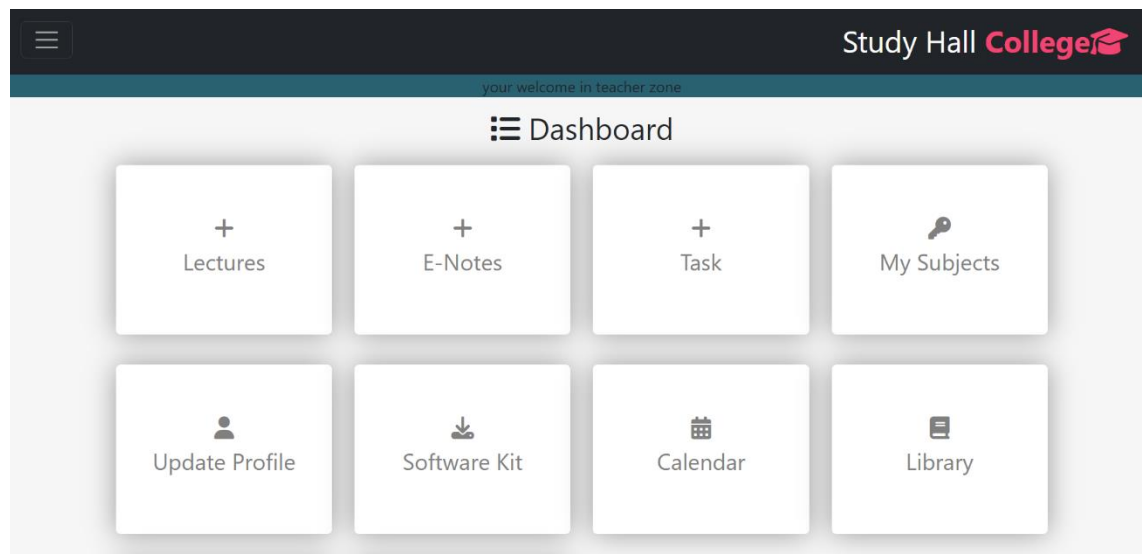 Study Hall College
your welcome in teacher zone
Dashboard
Lectures
E-Notes
Task
My Subjects
Update Profile
Software Kit
Calendar
Library